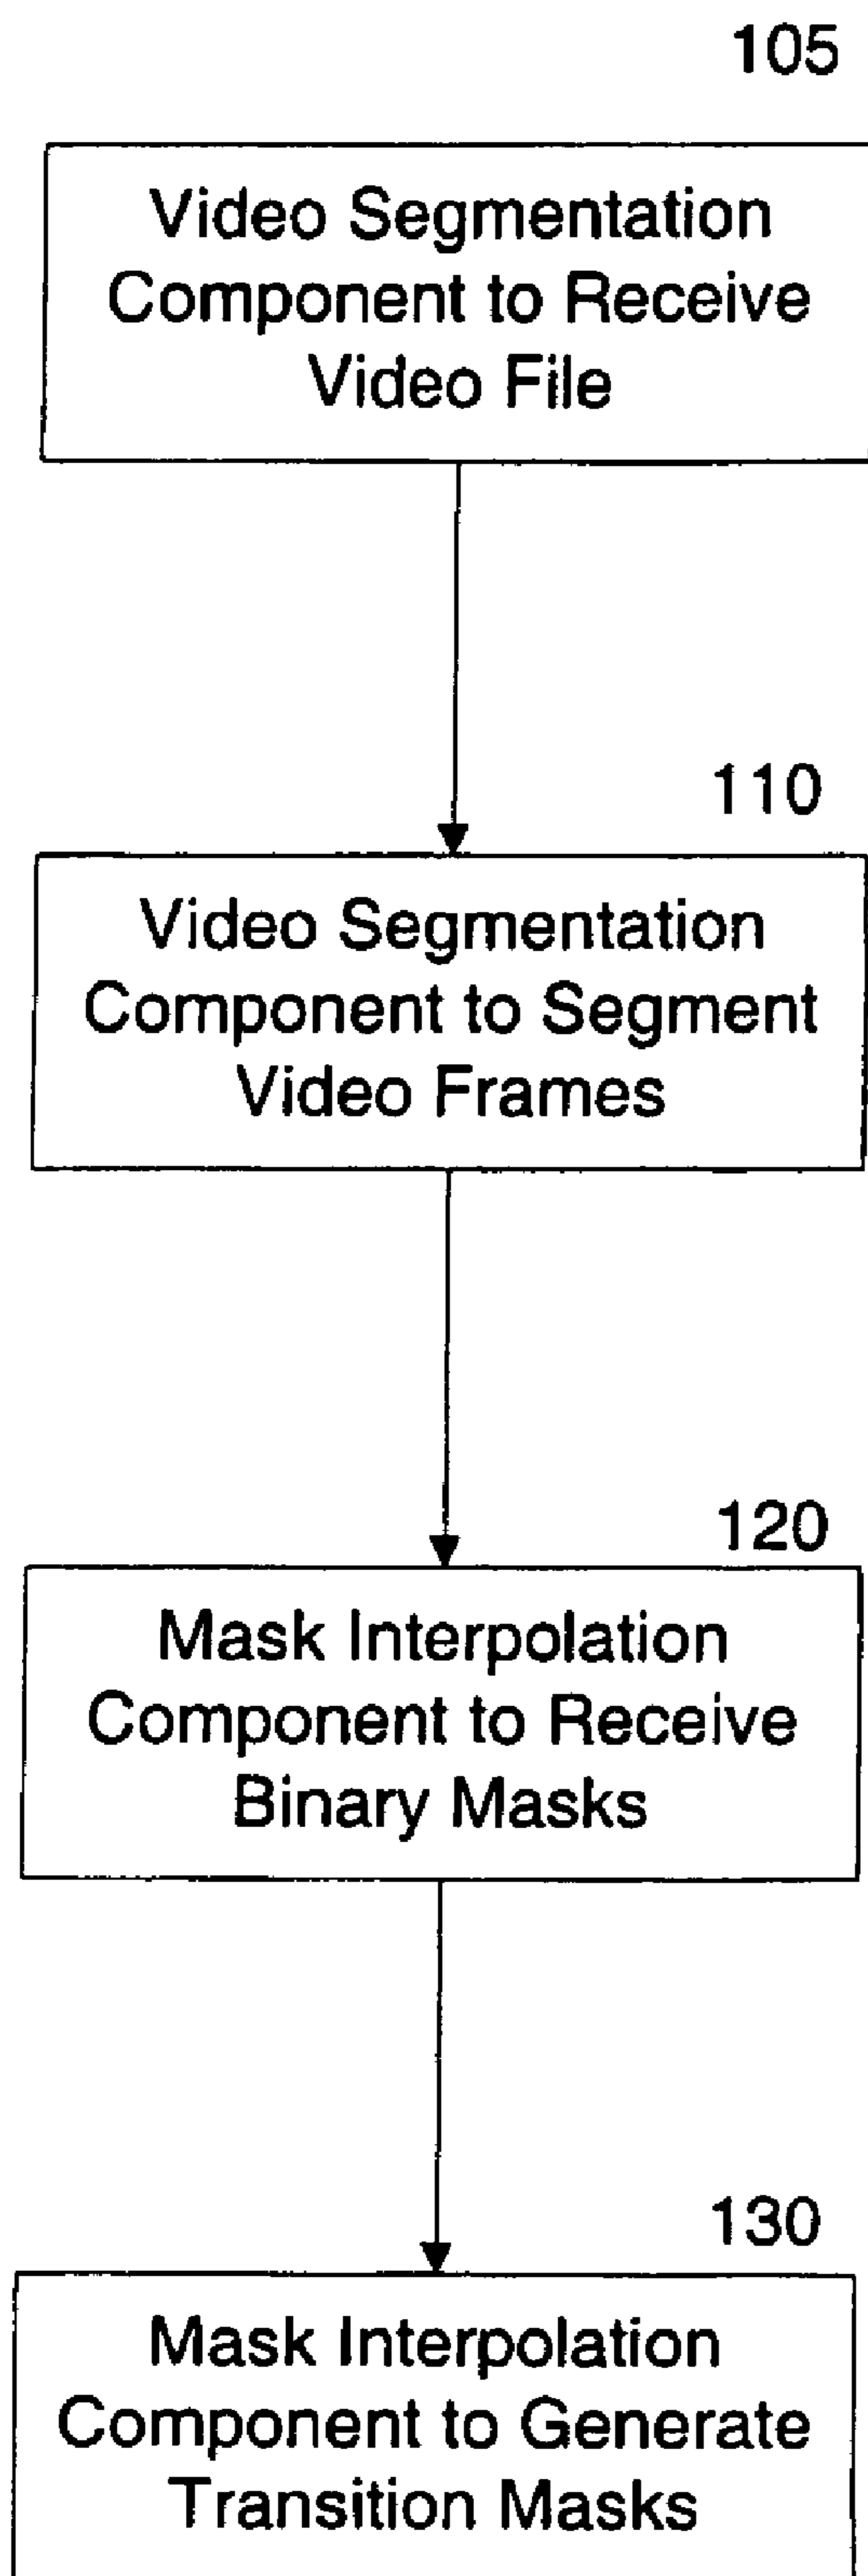 105
Video Segmentation
Component to Receive
Video File
110
Video Segmentation
Component to Segment
Video Frames
120
Mask Interpolation
Component to Receive
Binary Masks
130
Mask Interpolation
Component to Generate
Transition Masks